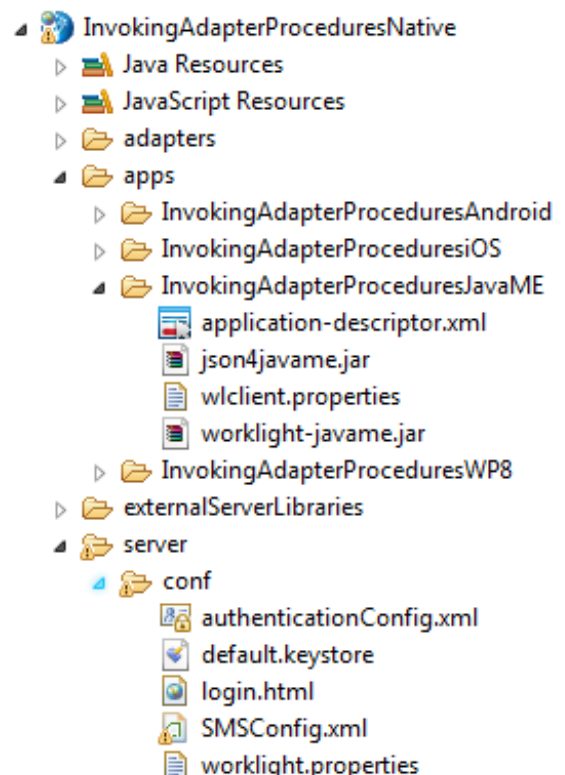 InvokingAdapterProceduresNative
Java Resources
JavaScript Resources
adapters
apps
InvokingAdapterProceduresAndroid
InvokingAdapterProceduresiOS
InvokingAdapterProceduresJavaME
application-descriptor.xml
json4javame.jar
wlclient.properties
worklight-javame.jar
InvokingAdapterProceduresWP8
externalServerLibraries
server
conf
authenticationConfig.xml
default.keystore
login.html
SMSConfig.xml
worklight.properties